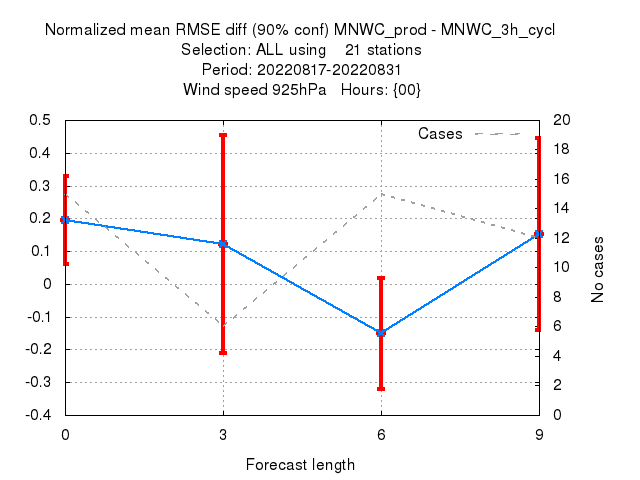 Normalized mean RMSE diff (90% conf) MNWC_prod - MNWC_3h_cycl
Selection: ALL using    21 stations
Period: 20220817-20220831
Wind speed 925hPa   Hours: {00}
Cases
0.5
0.4
0.3
0.2
0.1
0
-0.1
-0.2
-0.3
-0.4
20
18
16
14
12
10
8
6
4
2
0
No cases
0 3 6 9
Forecast length